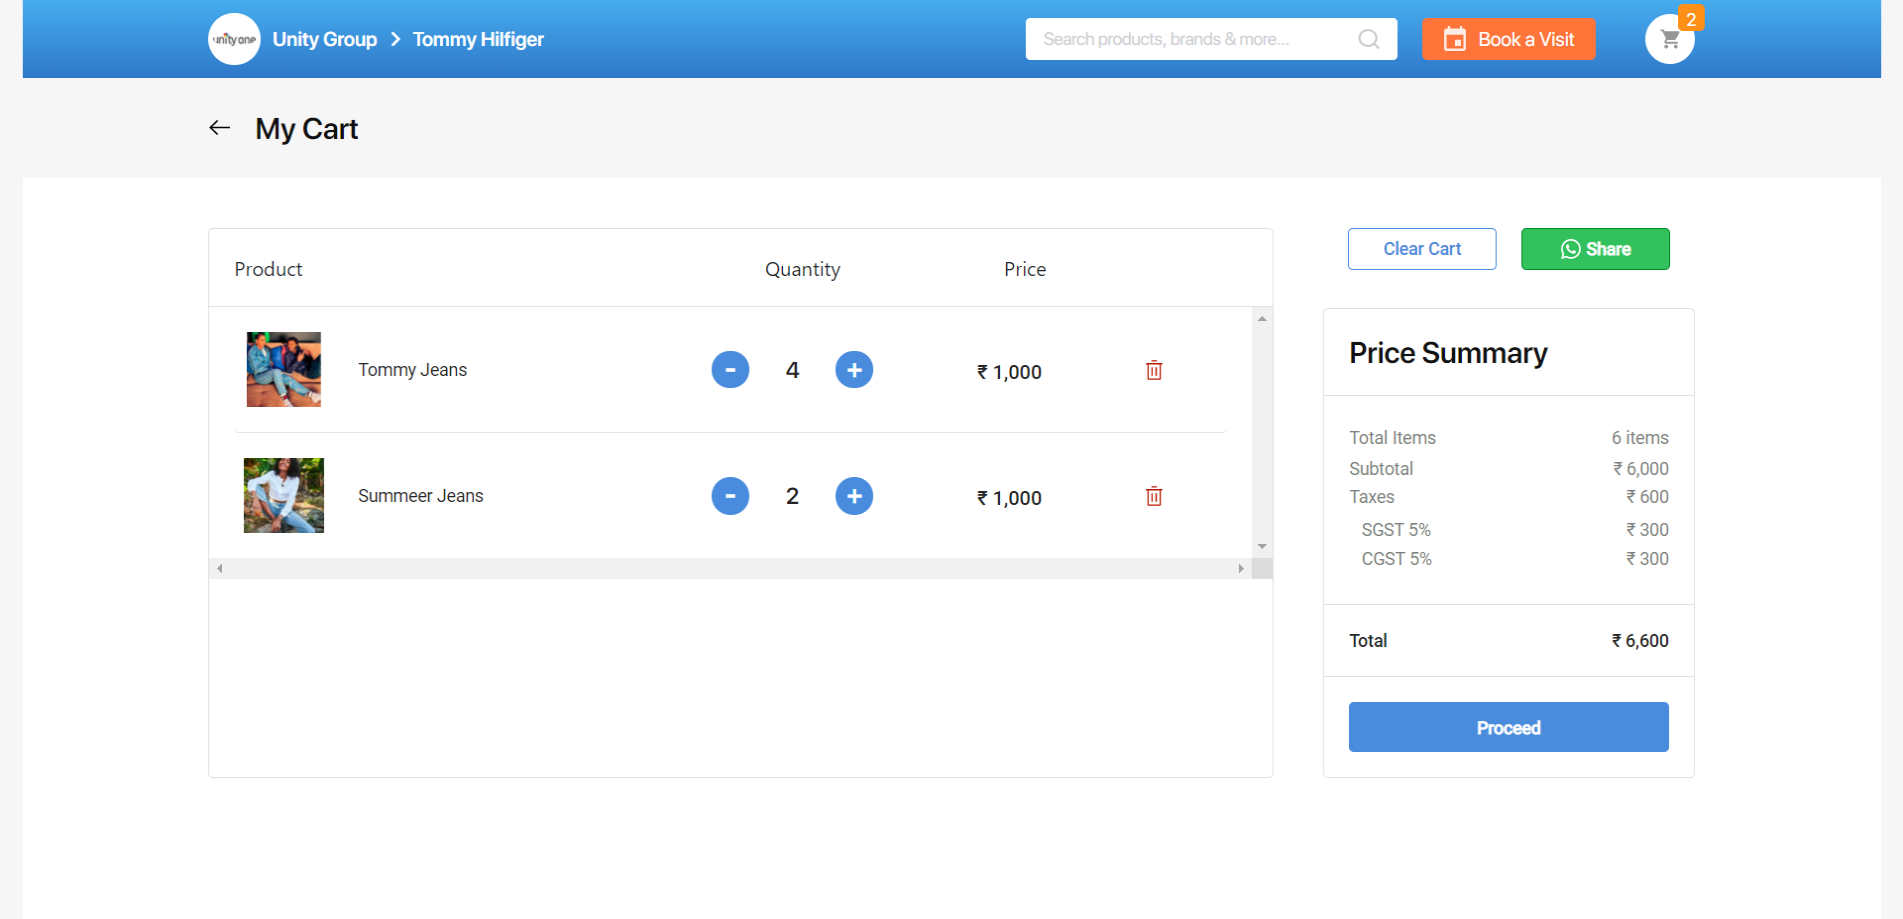 unity one
Unity Group > Tommy Hilfiger
Search products, brands & more...
Book a Visit
2
My Cart
Product Quantity Price
Clear Cart
Share
Tommy Jeans - 4 + ₹ 1,000
Summeer Jeans - 2 + ₹ 1,000
Price Summary
Total Items 6 items
Subtotal ₹ 6,000
Taxes ₹ 600
SGST 5% ₹ 300
CGST 5% ₹ 300
Total ₹ 6,600
Proceed